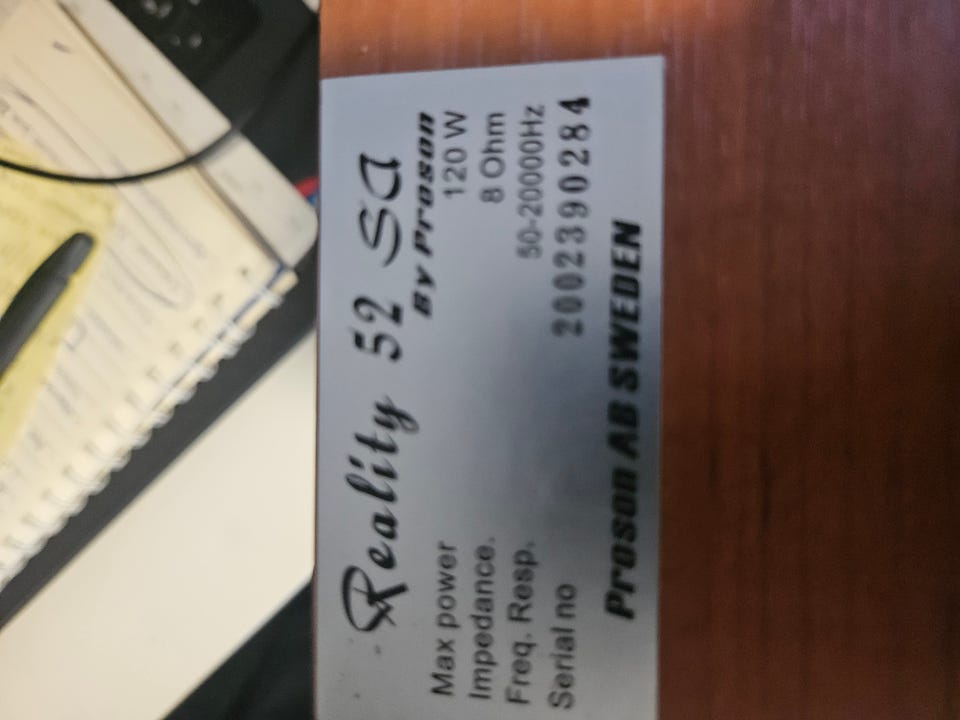 Reality 52 SA
By Proson
Max power 120 W
Impedance. 8 Ohm
Freq. Resp. 50-20000Hz
Serial no 2002390284
Proson AB SWEDEN